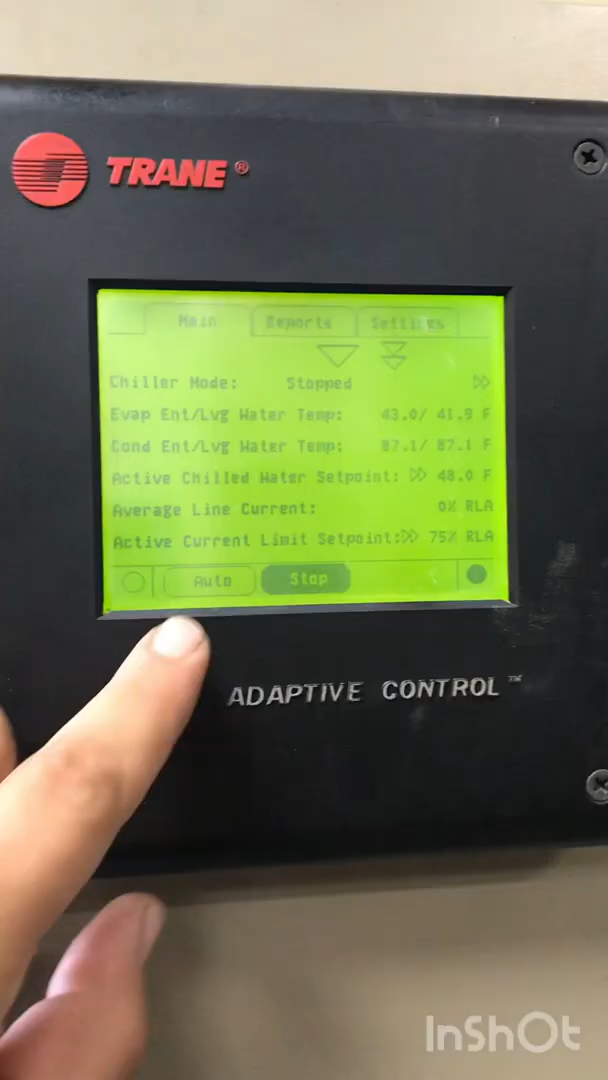 TRANE®
Main Reports Settings
Chiller Mode: Stopped
Evap Ent/Lvg Water Temp: 43.0/ 41.9 F
Cond Ent/Lvg Water Temp: 87.1/ 87.1 F
Active Chilled Water Setpoint: 48.0 F
Average Line Current: 0% RLA
Active Current Limit Setpoint: 75% RLA
Auto Stop
ADAPTIVE CONTROL™
InShOt